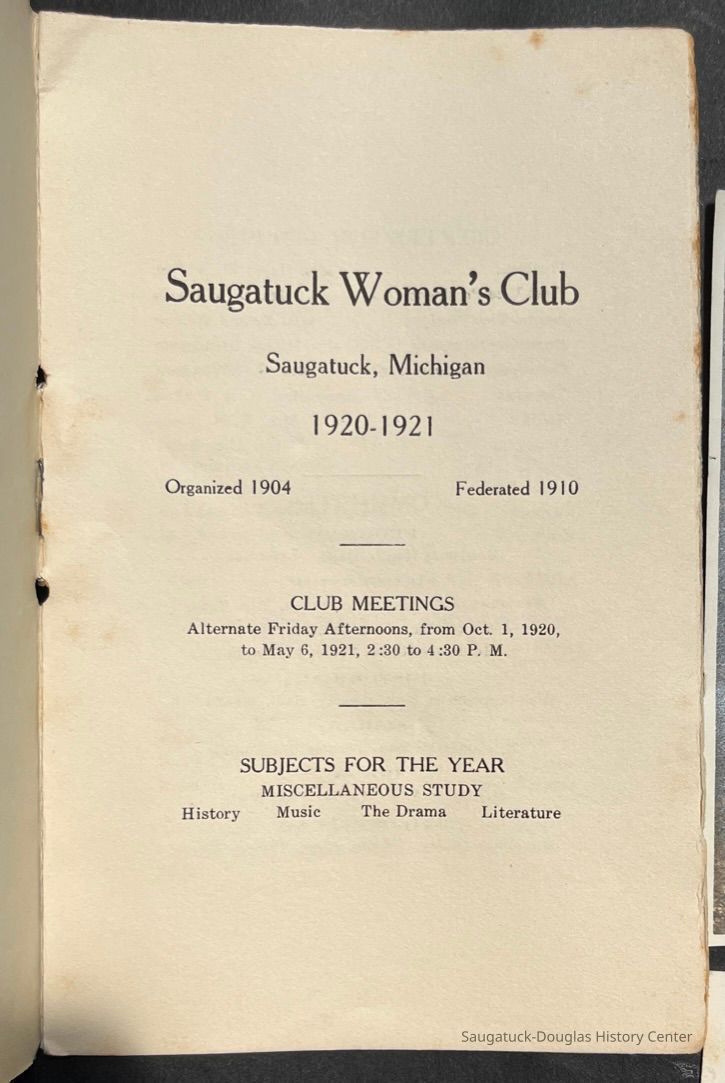 Saugatuck Woman's Club
Saugatuck, Michigan
1920-1921
Organized 1904 Federated 1910
CLUB MEETINGS
Alternate Friday Afternoons, from Oct. 1, 1920,
to May 6, 1921, 2:30 to 4:30 P. M.
SUBJECTS FOR THE YEAR
MISCELLANEOUS STUDY
History Music The Drama Literature
Saugatuck-Douglas History Center